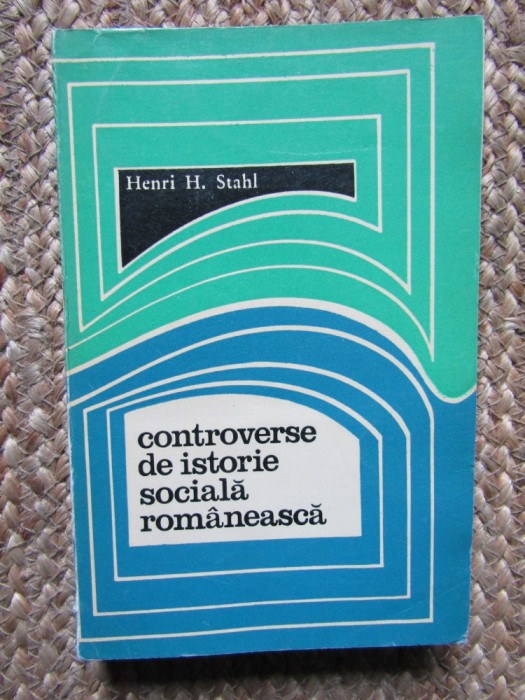 Henri H. Stahl
controverse
de istorie
socială
românească